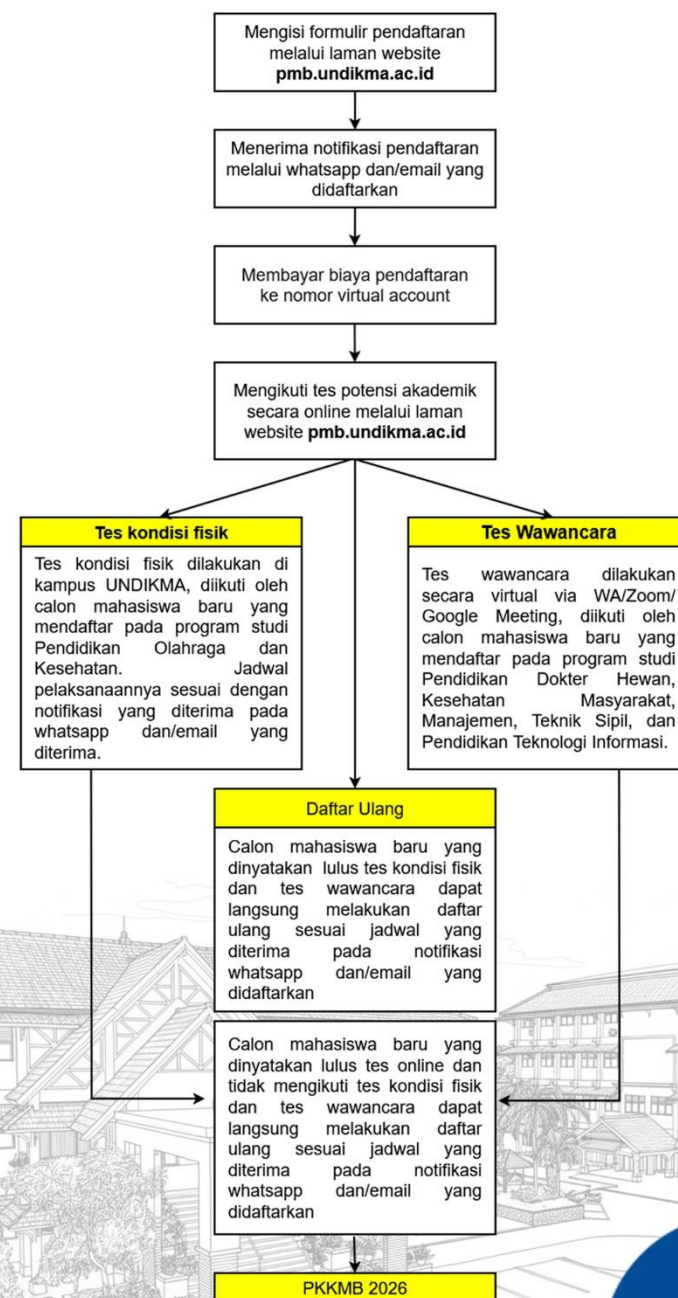 Mengisi formulir pendaftaran
melalui laman website
pmb.undikma.ac.id
Menerima notifikasi pendaftaran
melalui whatsapp dan/email yang
didaftarkan
Membayar biaya pendaftaran
ke nomor virtual account
Mengikuti tes potensi akademik
secara online melalui laman
website pmb.undikma.ac.id
Tes kondisi fisik
Tes kondisi fisik dilakukan di
kampus UNDIKMA, diikuti oleh
calon mahasiswa baru yang
mendaftar pada program studi
Pendidikan Olahraga dan
Kesehatan. Jadwal
pelaksanaannya sesuai dengan
notifikasi yang diterima pada
whatsapp dan/email yang
diterima.
Tes Wawancara
Tes wawancara dilakukan
secara virtual via WA/Zoom/
Google Meeting, diikuti oleh
calon mahasiswa baru yang
mendaftar pada program studi
Pendidikan Dokter Hewan,
Kesehatan Masyarakat,
Manajemen, Teknik Sipil, dan
Pendidikan Teknologi Informasi.
Daftar Ulang
Calon mahasiswa baru yang
dinyatakan lulus tes kondisi fisik
dan tes wawancara dapat
langsung melakukan daftar
ulang sesuai jadwal yang
diterima pada notifikasi
whatsapp dan/email yang
didaftarkan
Calon mahasiswa baru yang
dinyatakan lulus tes online dan
tidak mengikuti tes kondisi fisik
dan tes wawancara dapat
langsung melakukan daftar
ulang sesuai jadwal yang
diterima pada notifikasi
whatsapp dan/email yang
didaftarkan
PKKMB 2026